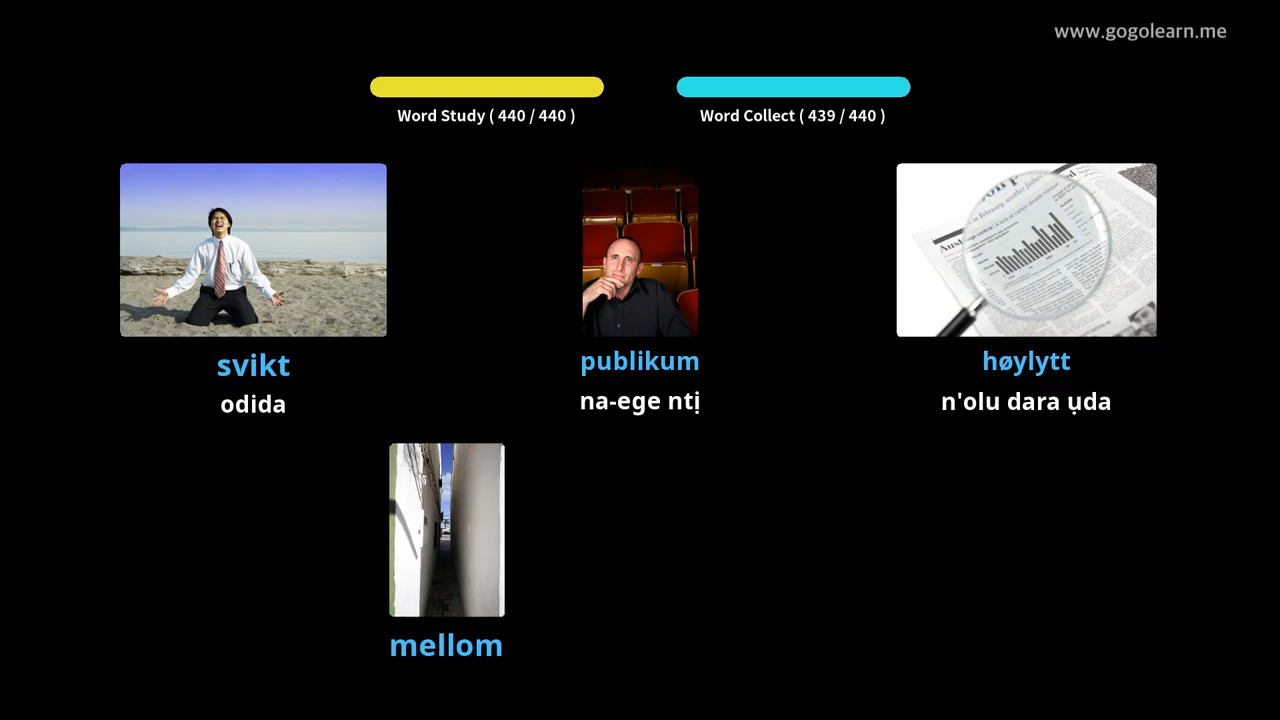 www.gogolearn.me
Word Study ( 440 / 440 )
Word Collect ( 439 / 440 )
svikt
odida
publikum
na-ege ntị
høylytt
n'olu dara ụda
mellom